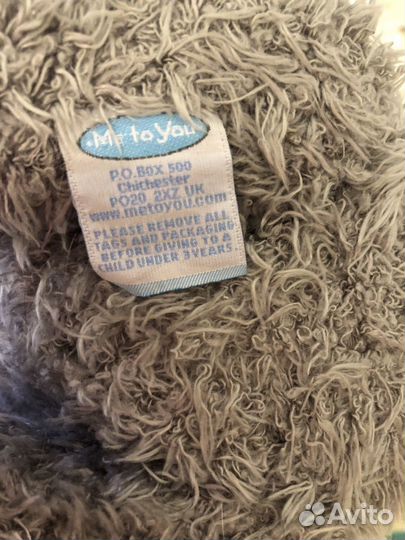 Me to You
P.O.BOX 500
Chichester
PO20 2XZ UK
www.metoyou.com
PLEASE REMOVE ALL
TAGS AND PACKAGING
BEFORE GIVING TO A
CHILD UNDER 3 YEARS.
Avito